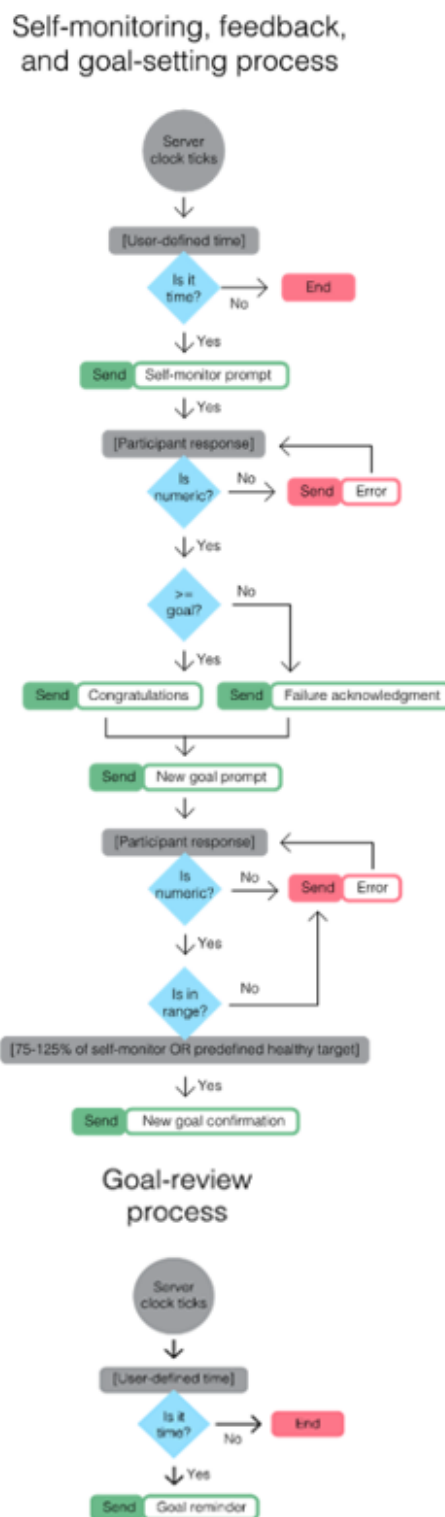 Self-monitoring, feedback,
and goal-setting process
Server
clock ticks
[User-defined time]
Is it
time?
No
End
Yes
Send Self-monitor prompt
Yes
[Participant response]
Is
numeric?
No
Send Error
Yes
>=
goal?
No
Yes
Send Congratulations
Send Failure acknowledgment
Send New goal prompt
[Participant response]
Is
numeric?
No
Send Error
Yes
Is in
range?
No
[75-125% of self-monitor OR predefined healthy target]
Yes
Send New goal confirmation
Goal-review
process
Server
clock ticks
[User-defined time]
Is it
time?
No
End
Yes
Send Goal reminder